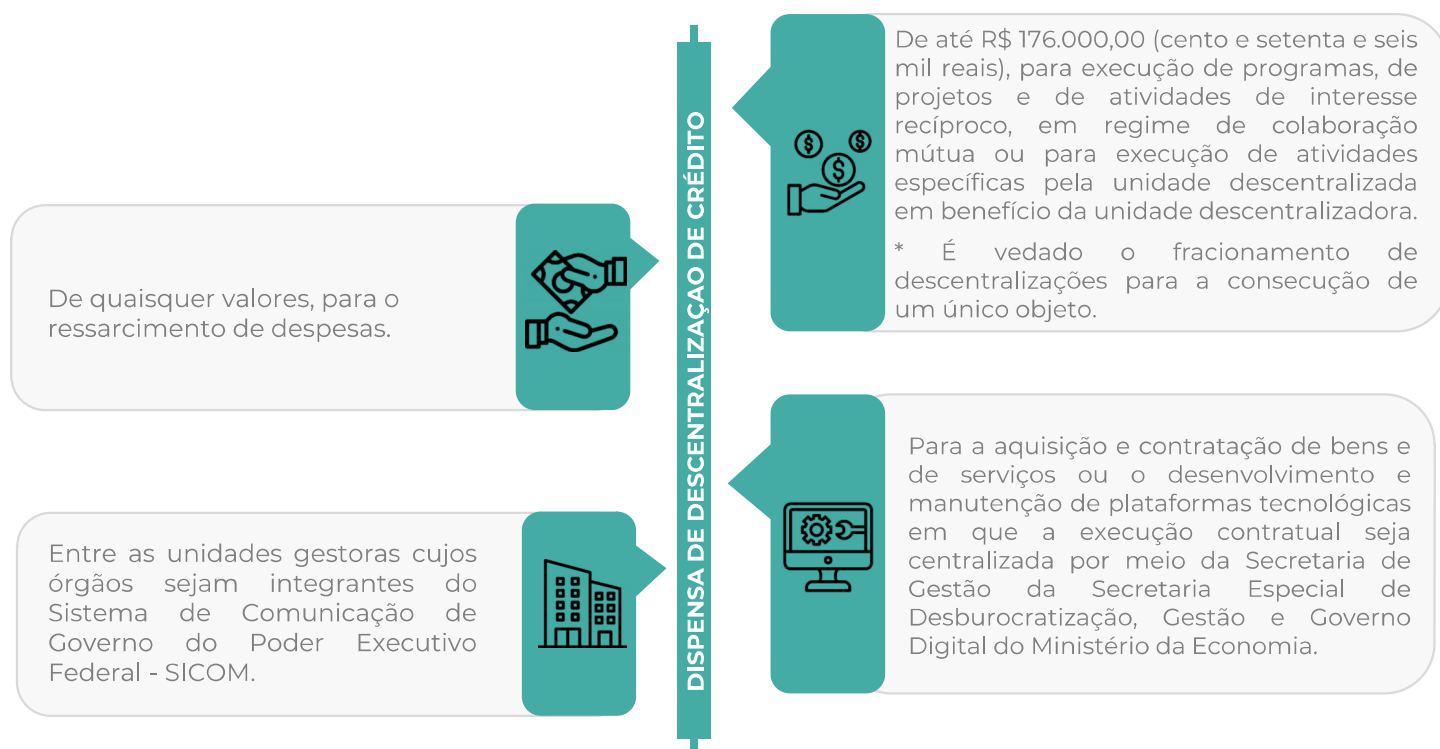 DISPENSA DE DESCENTRALIZAÇAO DE CRÉDITO
De até R$ 176.000,00 (cento e setenta e seis
mil reais), para execução de programas, de
projetos e de atividades de interesse
recíproco, em regime de colaboração
mútua ou para execução de atividades
específicas pela unidade descentralizada
em benefício da unidade descentralizadora.
* É vedado o fracionamento de
descentralizações para a consecução de
um único objeto.
De quaisquer valores, para o
ressarcimento de despesas.
Para a aquisição e contratação de bens e
de serviços ou o desenvolvimento e
manutenção de plataformas tecnológicas
em que a execução contratual seja
centralizada por meio da Secretaria de
Gestão da Secretaria Especial de
Desburocratização, Gestão e Governo
Digital do Ministério da Economia.
Entre as unidades gestoras cujos
órgãos sejam integrantes do
Sistema de Comunicação de
Governo do Poder Executivo
Federal - SICOM.